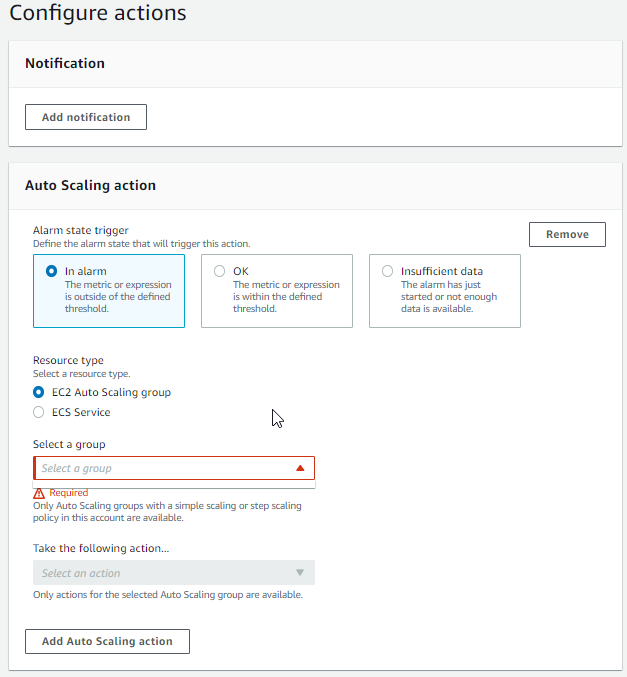 Configure actions
Notification
Add notification
Auto Scaling action
Alarm state trigger
Define the alarm state that will trigger this action.
Remove
In alarm
The metric or expression
is outside of the defined
threshold.
OK
The metric or expression
is within the defined
threshold.
Insufficient data
The alarm has just
started or not enough
data is available.
Resource type
Select a resource type.
EC2 Auto Scaling group
ECS Service
Select a group
Select a group
Required
Only Auto Scaling groups with a simple scaling or step scaling
policy in this account are available.
Take the following action...
Select an action
Only actions for the selected Auto Scaling group are available.
Add Auto Scaling action